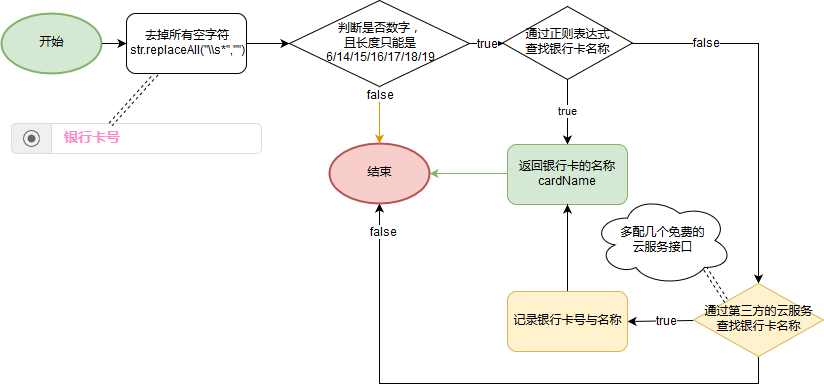 开始
去掉所有空字符
str.replaceAll("\\s*","")
判断是否数字，
且长度只能是
6/14/15/16/17/18/19
true
通过正则表达式
查找银行卡名称
false
银行卡号
false
true
结束
返回银行卡的名称
cardName
false
多配几个免费的
云服务接口
记录银行卡号与名称
true
通过第三方的云服务
查找银行卡名称